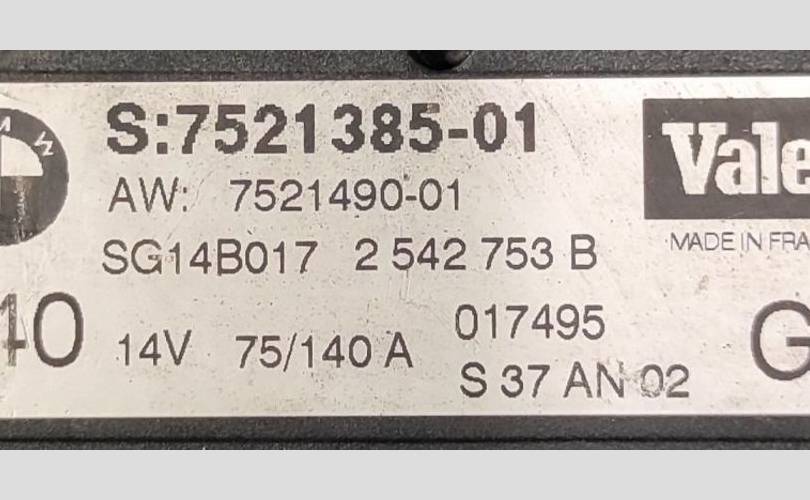 S:7521385-01
AW: 7521490-01
SG14B017 2 542 753 B
14V 75/140 A
017495
S 37 AN 02
Vale
MADE IN FRA
40
G
M W